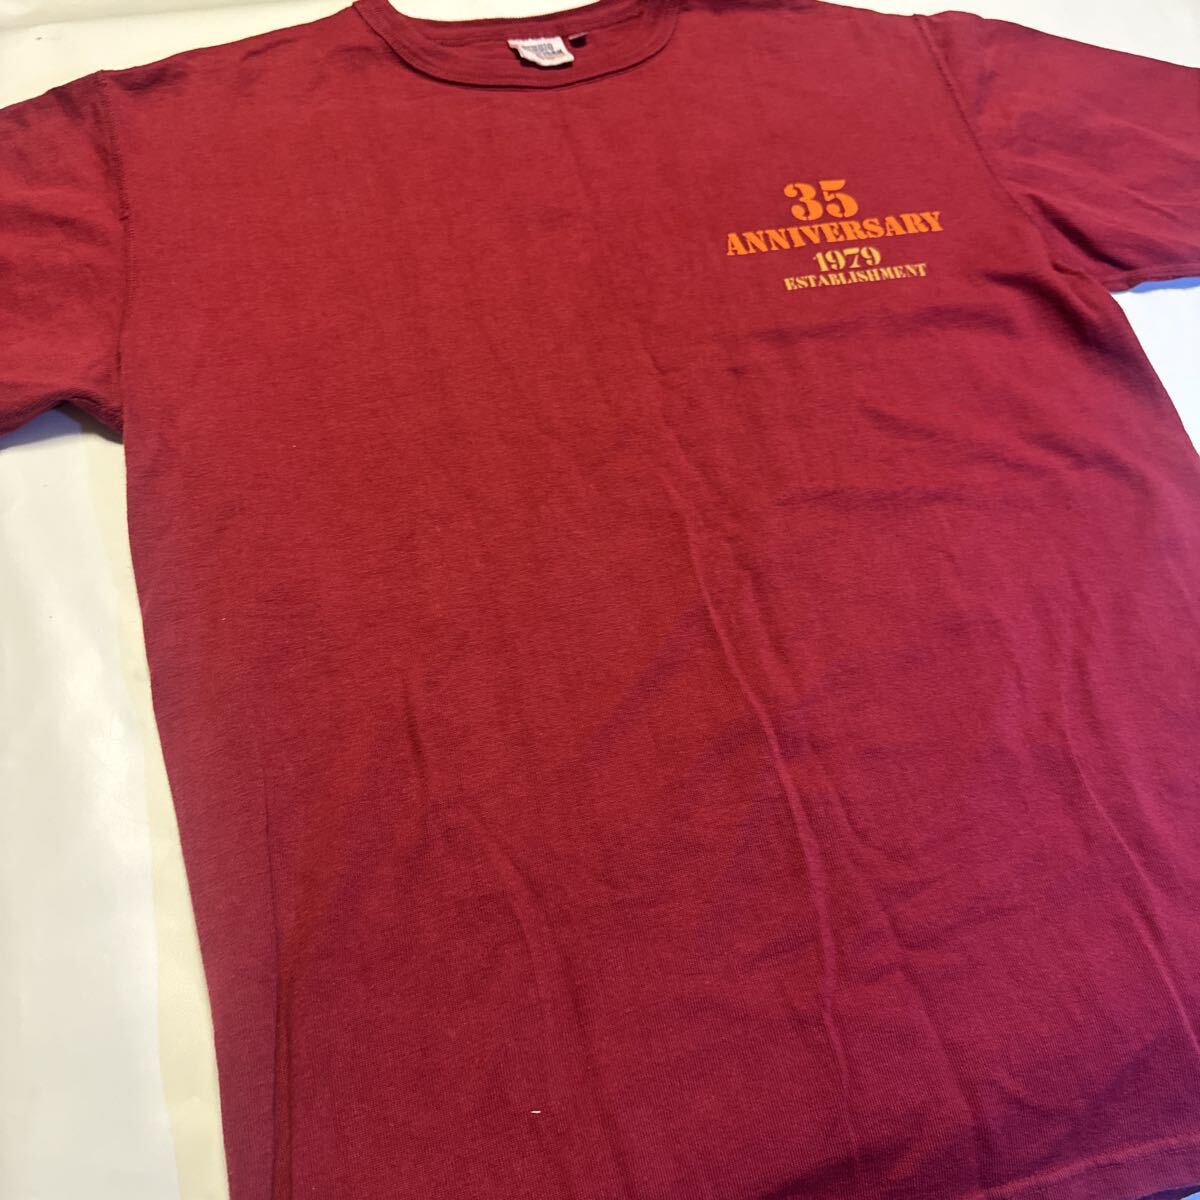 35
ANNIVERSARY
1979
ESTABLISHMENT